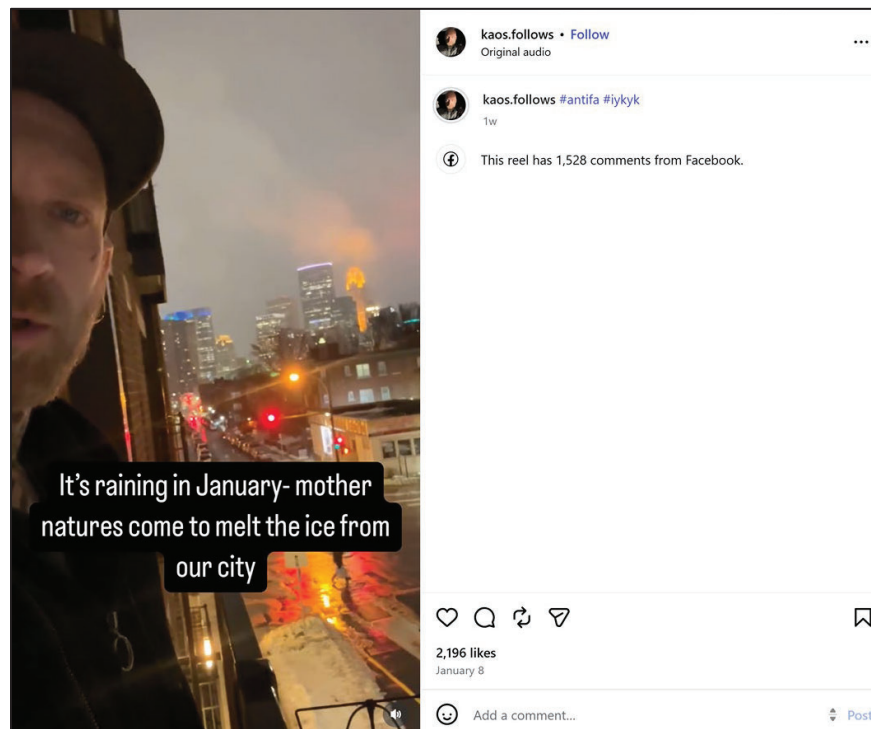 kaos.follows • Follow
Original audio
kaos.follows #antifa #iykyk
1w
This reel has 1,528 comments from Facebook.
It's raining in January- mother
natures come to melt the ice from
our city
2,196 likes
January 8
Add a comment...
Post